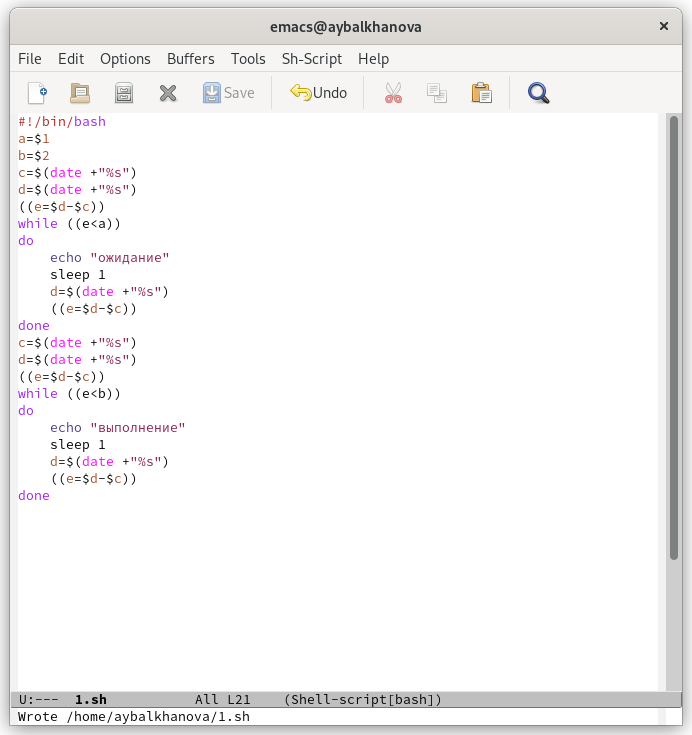 emacs@aybalkhanova ×
File Edit Options Buffers Tools Sh-Script Help
Save Undo
#!/bin/bash
a=$1
b=$2
c=$(date +"%s")
d=$(date +"%s")
((e=$d-$c))
while ((e<a))
do
    echo "ожидание"
    sleep 1
    d=$(date +"%s")
    ((e=$d-$c))
done
c=$(date +"%s")
d=$(date +"%s")
((e=$d-$c))
while ((e<b))
do
    echo "выполнение"
    sleep 1
    d=$(date +"%s")
    ((e=$d-$c))
done
U:--- 1.sh All L21 (Shell-script[bash])
Wrote /home/aybalkhanova/1.sh